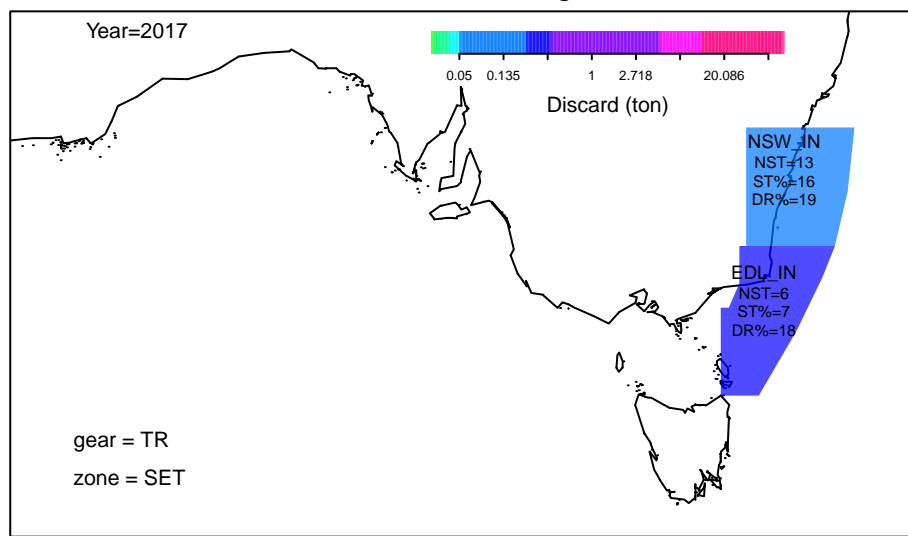 Year=2017
0.05 0.135 1 2.718 20.086
Discard (ton)
NSW_IN
NST=13
ST%=16
DR%=19
EDL_IN
NST=6
ST%=7
DR%=18
gear = TR
zone = SET